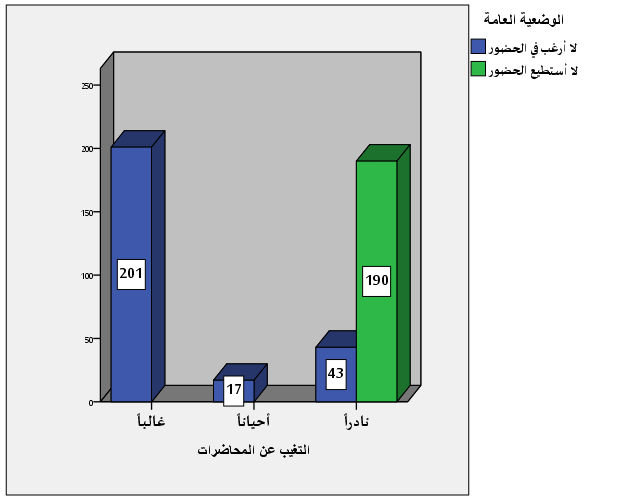 الوضعية العامة
لا أرغب في الحضور
لا أستطيع الحضور
250
200
150
100
50
0
201
17
43
190
غالباً
أحياناً
نادراً
التغيب عن المحاضرات